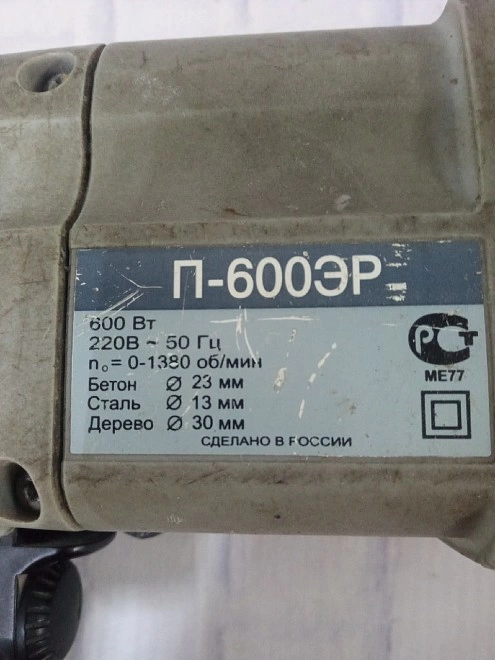 П-600ЭР
600 Вт
220В ~ 50 Гц
n₀= 0-1380 об/мин
Бетон Ø 23 мм
Сталь Ø 13 мм
Дерево Ø 30 мм
СДЕЛАНО В РОССИИ
РСТ
МЕ77